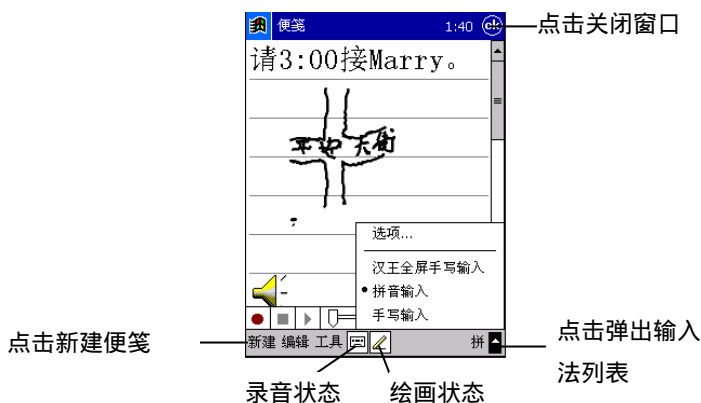 便笺 1:40 ok
点击关闭窗口
请3:00接Marry。
平安大街
选项...
汉王全屏手写输入
拼音输入
手写输入
新建 编辑 工具 拼
点击新建便笺
点击弹出输入
法列表
录音状态 绘画状态